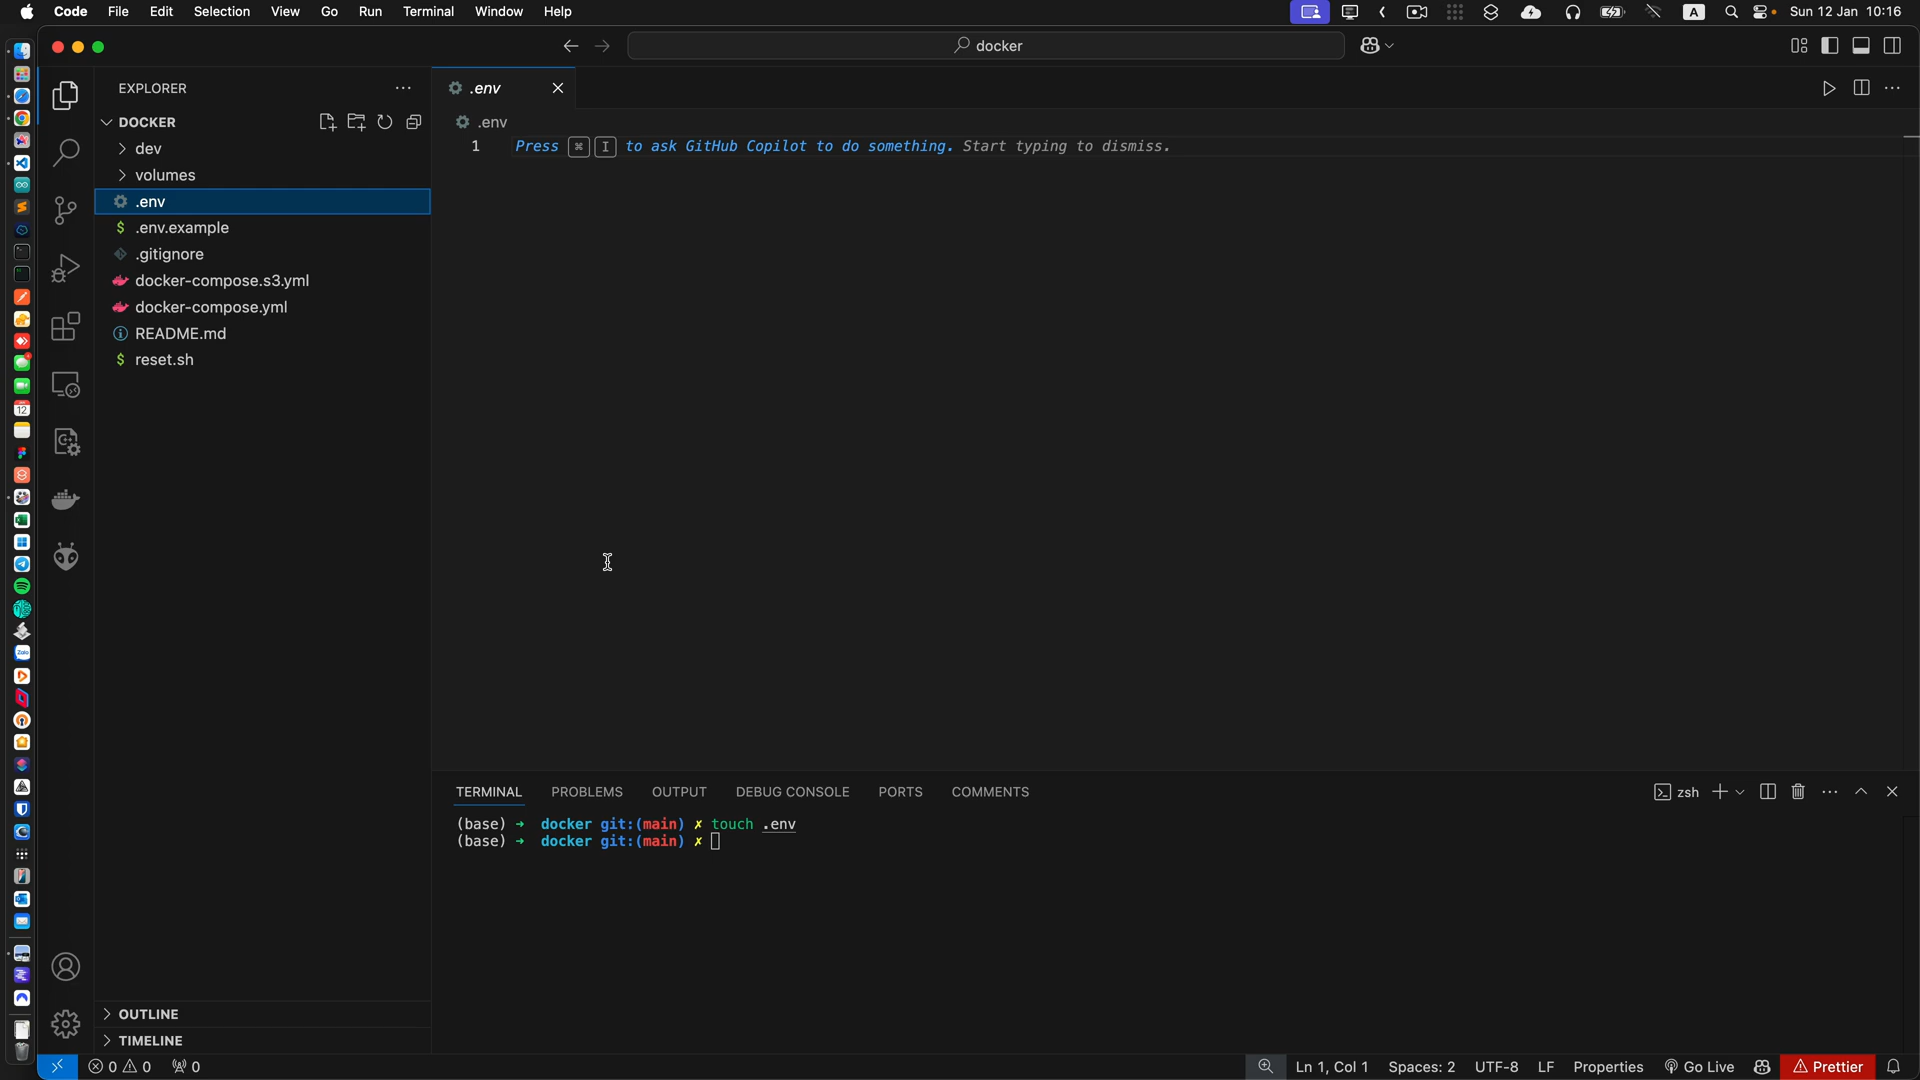 Code File Edit Selection View Go Run Terminal Window Help
A Sun 12 Jan 10:16
docker
EXPLORER
.env
DOCKER
dev
volumes
.env
$ .env.example
.gitignore
docker-compose.s3.yml
docker-compose.yml
README.md
$ reset.sh
OUTLINE
TIMELINE
.env
1 Press ⌘ I to ask GitHub Copilot to do something. Start typing to dismiss.
TERMINAL PROBLEMS OUTPUT DEBUG CONSOLE PORTS COMMENTS
zsh
(base) ➜ docker git:(main) ✗ touch .env
(base) ➜ docker git:(main) ✗
0 0 0
Ln 1, Col 1 Spaces: 2 UTF-8 LF Properties Go Live Prettier